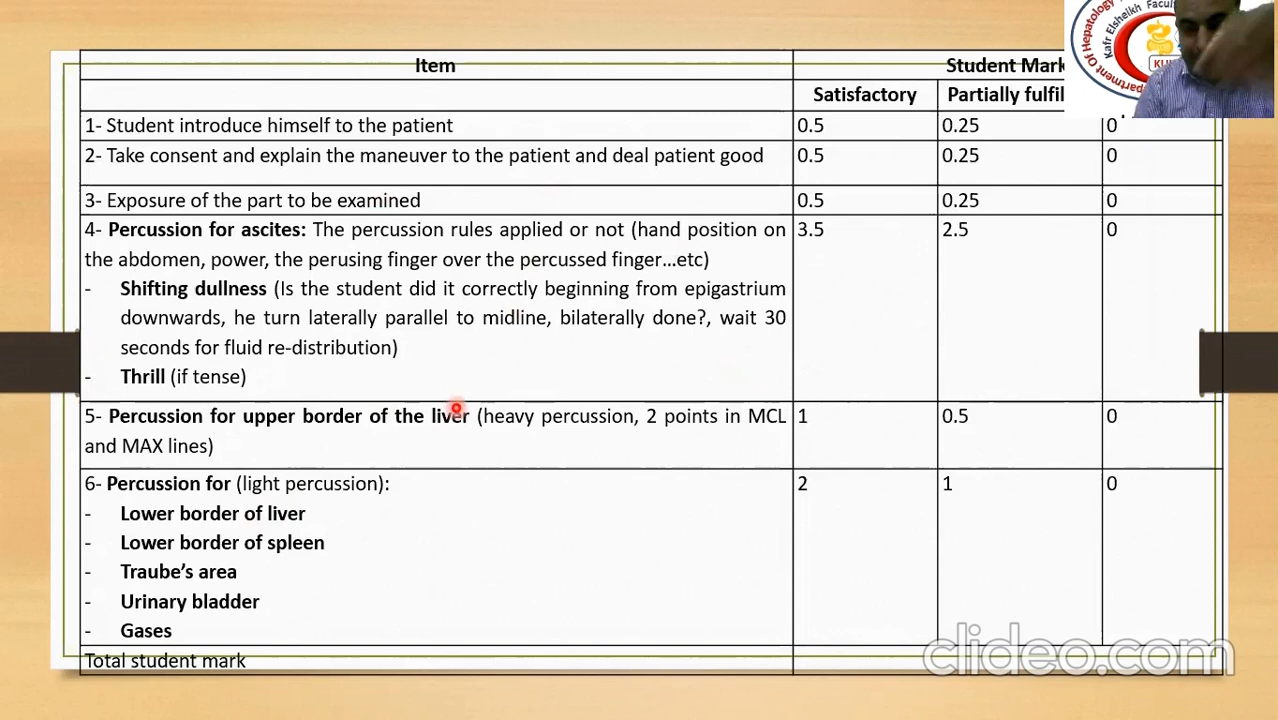 Item
Student Mark
Satisfactory
Partially fulfil
1- Student introduce himself to the patient
0.5
0.25
0
2- Take consent and explain the maneuver to the patient and deal patient good
0.5
0.25
0
3- Exposure of the part to be examined
0.5
0.25
0
4- Percussion for ascites: The percussion rules applied or not (hand position on
3.5
2.5
0
the abdomen, power, the perusing finger over the percussed finger…etc)
- Shifting dullness (Is the student did it correctly beginning from epigastrium
downwards, he turn laterally parallel to midline, bilaterally done?, wait 30
seconds for fluid re-distribution)
- Thrill (if tense)
5- Percussion for upper border of the liver (heavy percussion, 2 points in MCL
1
0.5
0
and MAX lines)
6- Percussion for (light percussion):
2
1
0
- Lower border of liver
- Lower border of spleen
- Traube’s area
- Urinary bladder
- Gases
Total student mark
Of Hepatology
Kafr Elsheikh Facul
clideo.com